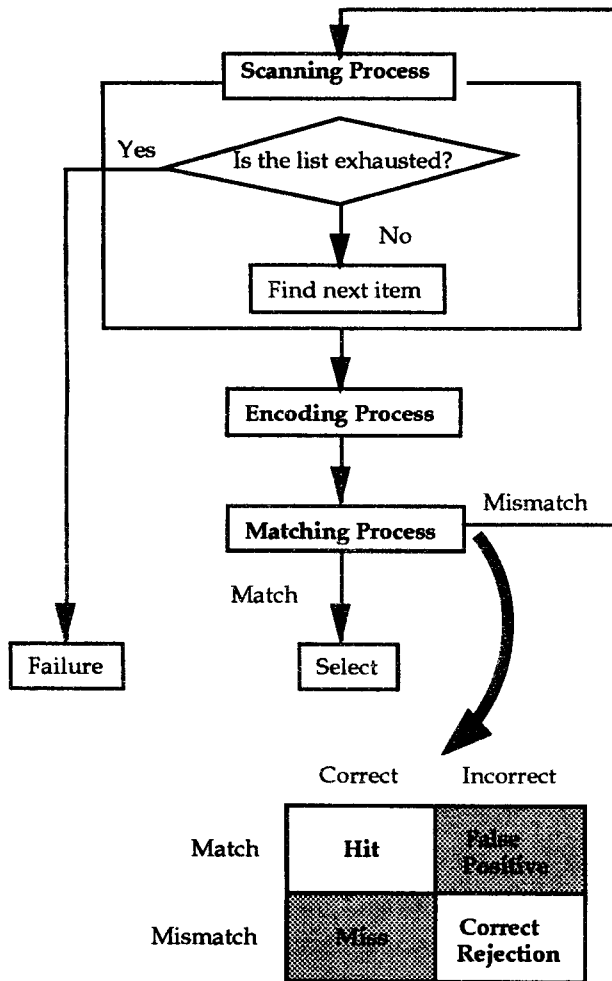 Scanning Process
Yes
Is the list exhausted?
No
Find next item
Encoding Process
Mismatch
Matching Process
Match
Failure
Select
Correct Incorrect
Match
Hit
False
Positive
Mismatch
Miss
Correct
Rejection